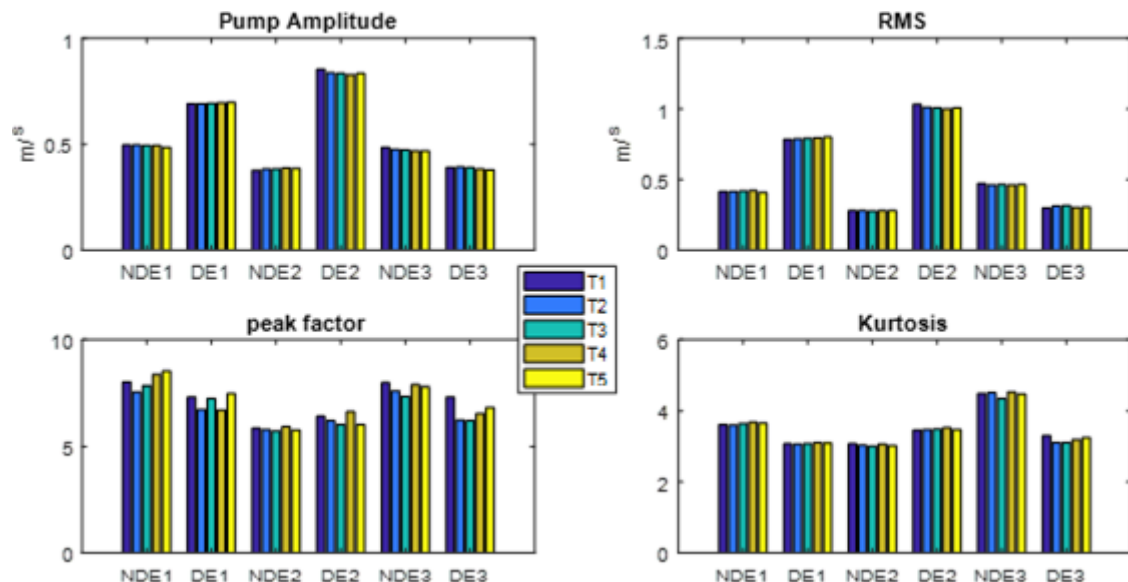 Pump Amplitude
1
0.5
0
m/s
NDE1 DE1 NDE2 DE2 NDE3 DE3
RMS
1.5
1
0.5
0
m/s
NDE1 DE1 NDE2 DE2 NDE3 DE3
T1
T2
T3
T4
T5
peak factor
10
5
0
NDE1 DE1 NDE2 DE2 NDE3 DE3
Kurtosis
6
4
2
0
NDE1 DE1 NDE2 DE2 NDE3 DE3